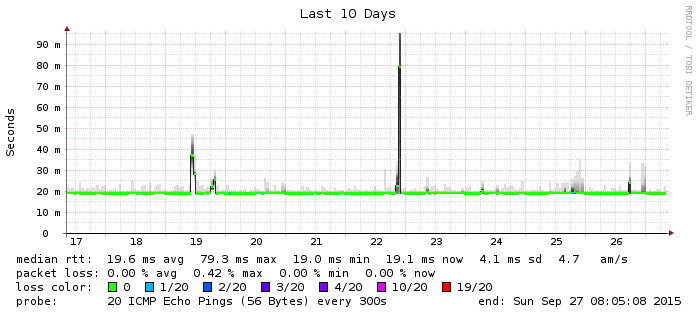 Last 10 Days
RRDTOOL / TOBI OETIKER
Seconds
90 m
80 m
70 m
60 m
50 m
40 m
30 m
20 m
10 m
0
17 18 19 20 21 22 23 24 25 26
median rtt: 19.6 ms avg 79.3 ms max 19.0 ms min 19.1 ms now 4.1 ms sd 4.7 am/s
packet loss: 0.00 % avg 0.42 % max 0.00 % min 0.00 % now
loss color: 0 1/20 2/20 3/20 4/20 10/20 19/20
probe: 20 ICMP Echo Pings (56 Bytes) every 300s end: Sun Sep 27 08:05:08 2015